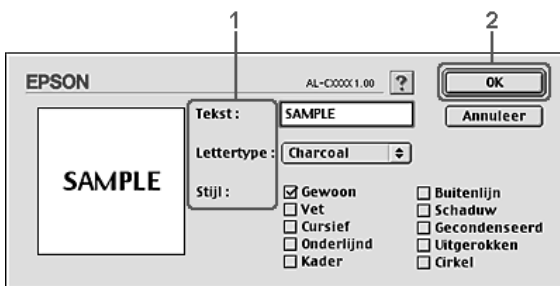 1 2
EPSON AL-CXXXX 1.00 ? OK
Tekst : SAMPLE Annuleer
Lettertype : Charcoal
SAMPLE
Stijl : Gewoon Buitenlijn
Vet Schaduw
Cursief Gecondenseerd
Onderlijnd Uitgerokken
Kader Cirkel